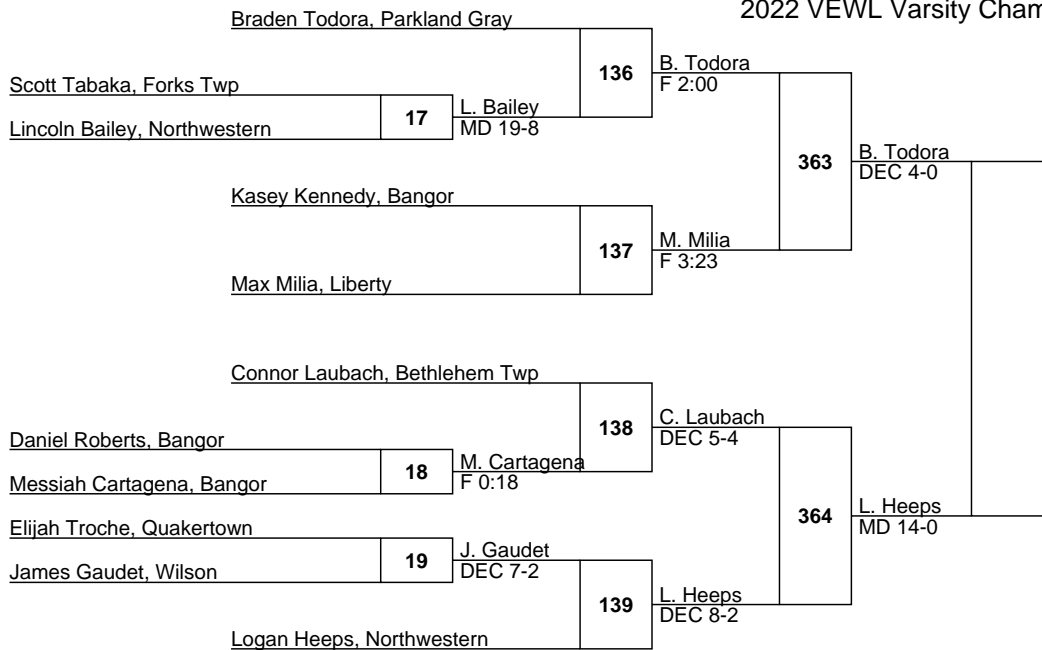 2022 VEWL Varsity Cham
Braden Todora, Parkland Gray
136
B. Todora
F 2:00
Scott Tabaka, Forks Twp
17
L. Bailey
MD 19-8
Lincoln Bailey, Northwestern
363
B. Todora
DEC 4-0
Kasey Kennedy, Bangor
137
M. Milia
F 3:23
Max Milia, Liberty
Connor Laubach, Bethlehem Twp
138
C. Laubach
DEC 5-4
Daniel Roberts, Bangor
18
M. Cartagena
F 0:18
Messiah Cartagena, Bangor
364
L. Heeps
MD 14-0
Elijah Troche, Quakertown
19
J. Gaudet
DEC 7-2
James Gaudet, Wilson
139
L. Heeps
DEC 8-2
Logan Heeps, Northwestern